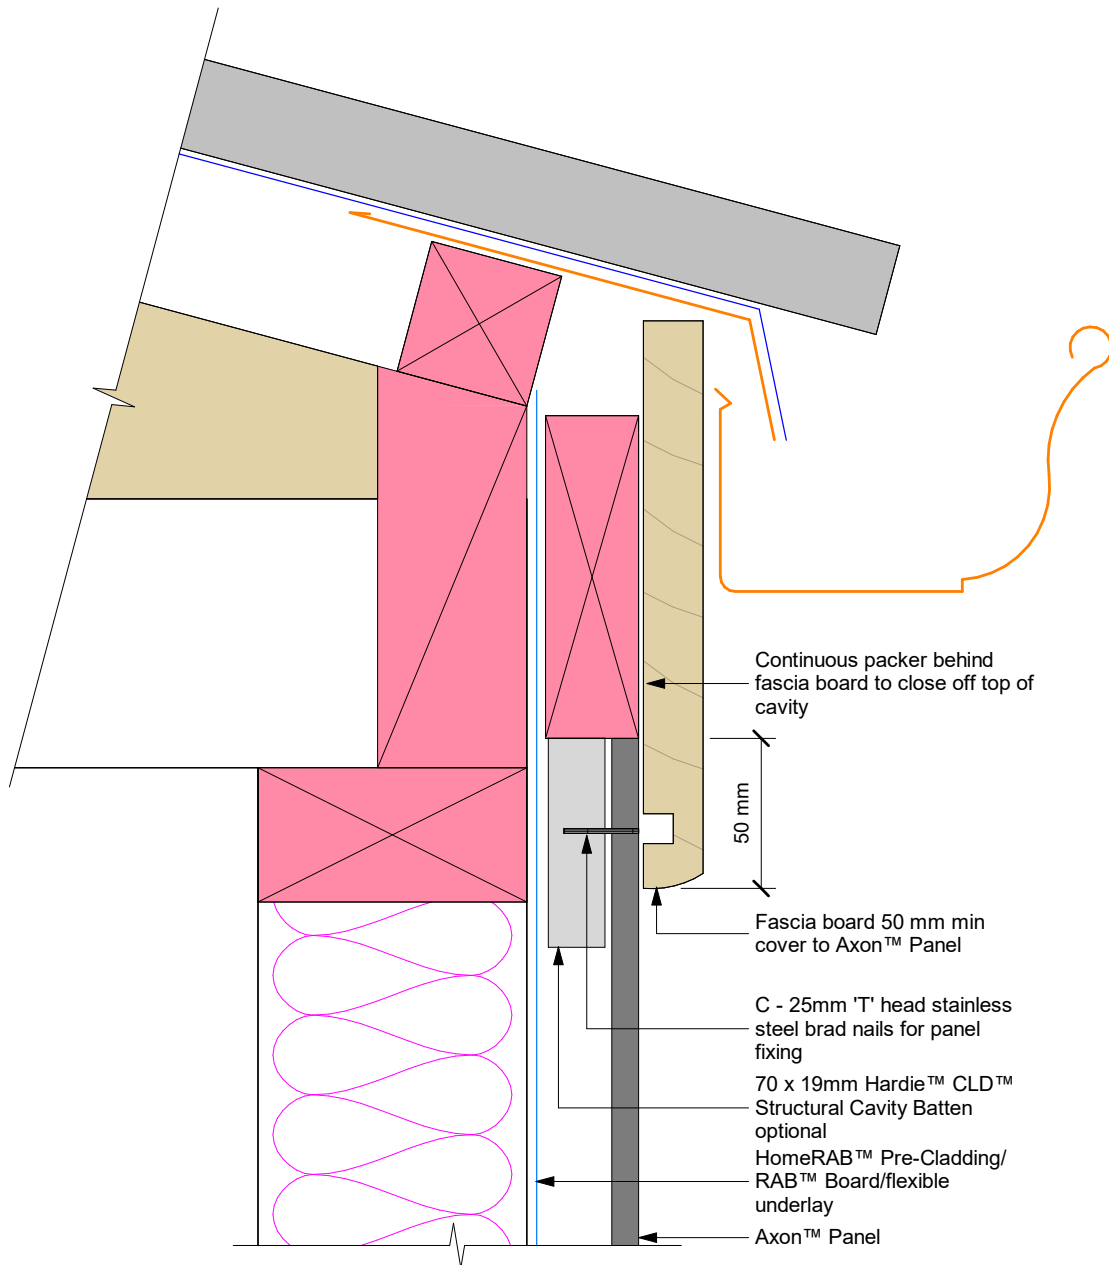 Continuous packer behind
fascia board to close off top of
cavity
50 mm
Fascia board 50 mm min
cover to Axon™ Panel
C - 25mm 'T' head stainless
steel brad nails for panel
fixing
70 x 19mm Hardie™ CLD™
Structural Cavity Batten
optional
HomeRAB™ Pre-Cladding/
RAB™ Board/flexible
underlay
Axon™ Panel